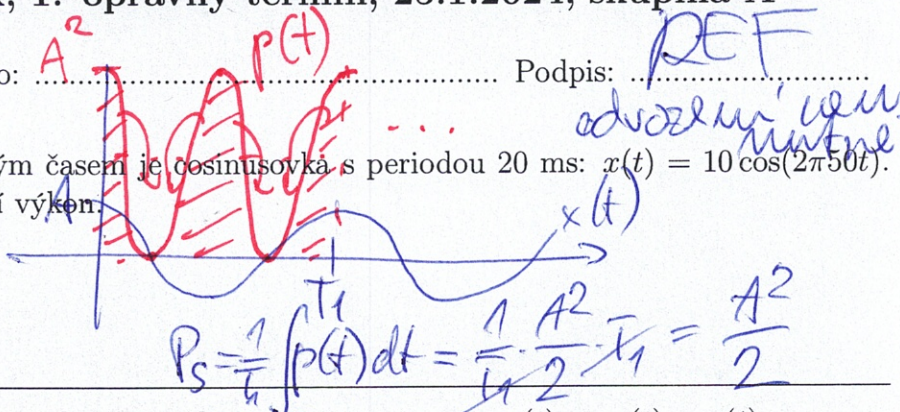 1. opravný termín, 25.1.2024, skupina A
A² p(t)
o: ........................ Podpis: ........................ REF
odvození není nutné
ým časem je cosinusovka s periodou 20 ms: x(t) = 10 cos(2π50t).
í výkon.
A x(t)
T₁
Pₛ = 1/T₁ ∫ p(t) dt = 1/T₁ · A²/2 · T₁ = A²/2